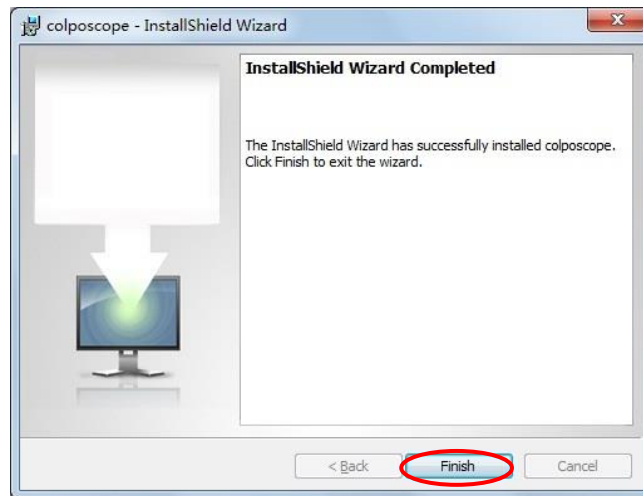 colposcope - InstallShield Wizard
InstallShield Wizard Completed
The InstallShield Wizard has successfully installed colposcope.
Click Finish to exit the wizard.
< Back
Finish
Cancel